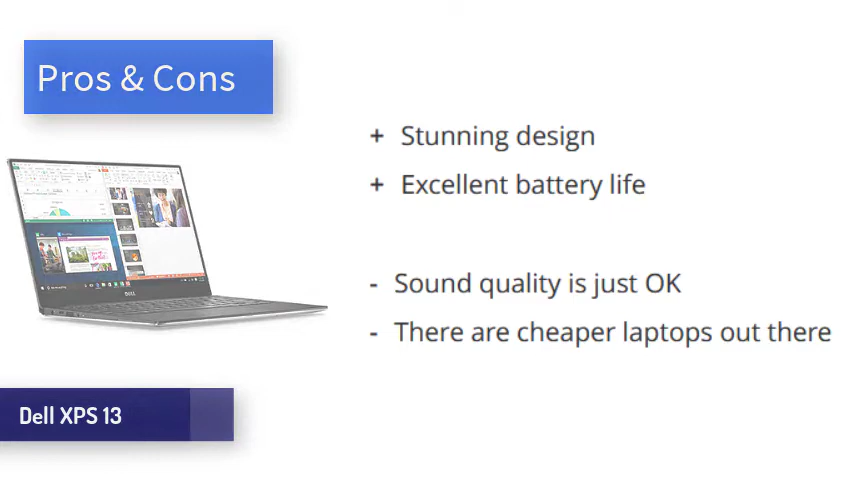 Pros & Cons
+ Stunning design
+ Excellent battery life
- Sound quality is just OK
- There are cheaper laptops out there
DELL
Dell XPS 13